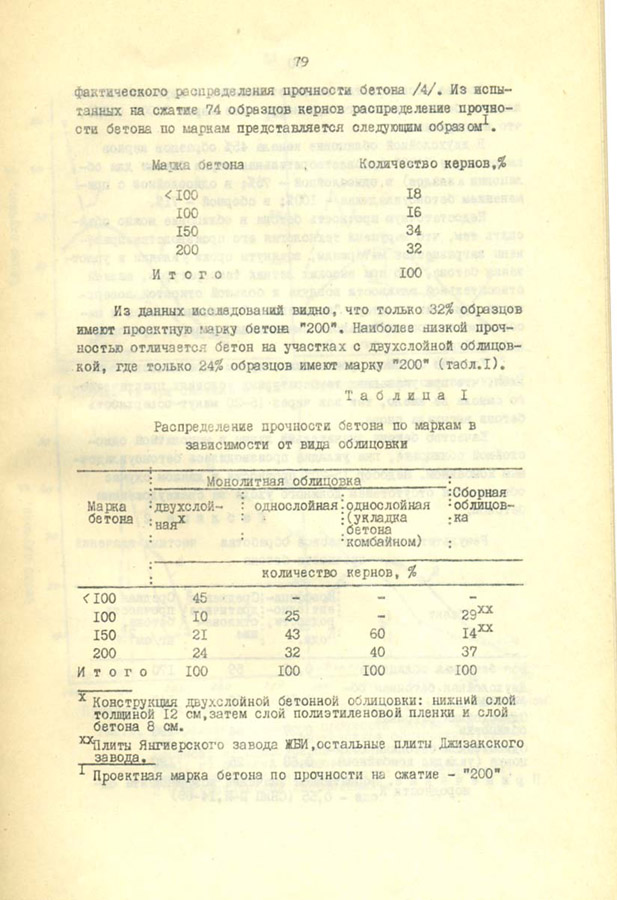 79
фактического распределения прочности бетона /4/. Из испы-
танных на сжатие 74 образцов кернов распределение прочно-
сти бетона по маркам представляется следующим образомI.
Марка бетона Количество кернов,%
<100 18
100 16
150 34
200 32
Итого 100
Из данных исследований видно, что только 32% образцов
имеют проектную марку бетона "200". Наиболее низкой проч-
ностью отличается бетон на участках с двухслойной облицов-
кой, где только 24% образцов имеют марку "200" (табл.I).
Таблица I
Распределение прочности бетона по маркам в
зависимости от вида облицовки
Марка бетона
Монолитная облицовка
двухслой-
наяX
однослойная
однослойная
(укладка
бетона
комбайном)
Сборная
облицов-
ка
количество кернов, %
<100 45 - - -
100 10 25 - 29XX
150 21 43 60 14XX
200 24 32 40 37
Итого 100 100 100 100
X Конструкция двухслойной бетонной облицовки: нижний слой
толщиной 12 см,затем слой полиэтиленовой пленки и слой
бетона 8 см.
XXПлиты Янгиерского завода ЖБИ,остальные плиты Джизакского
завода.
I Проектная марка бетона по прочности на сжатие - "200"